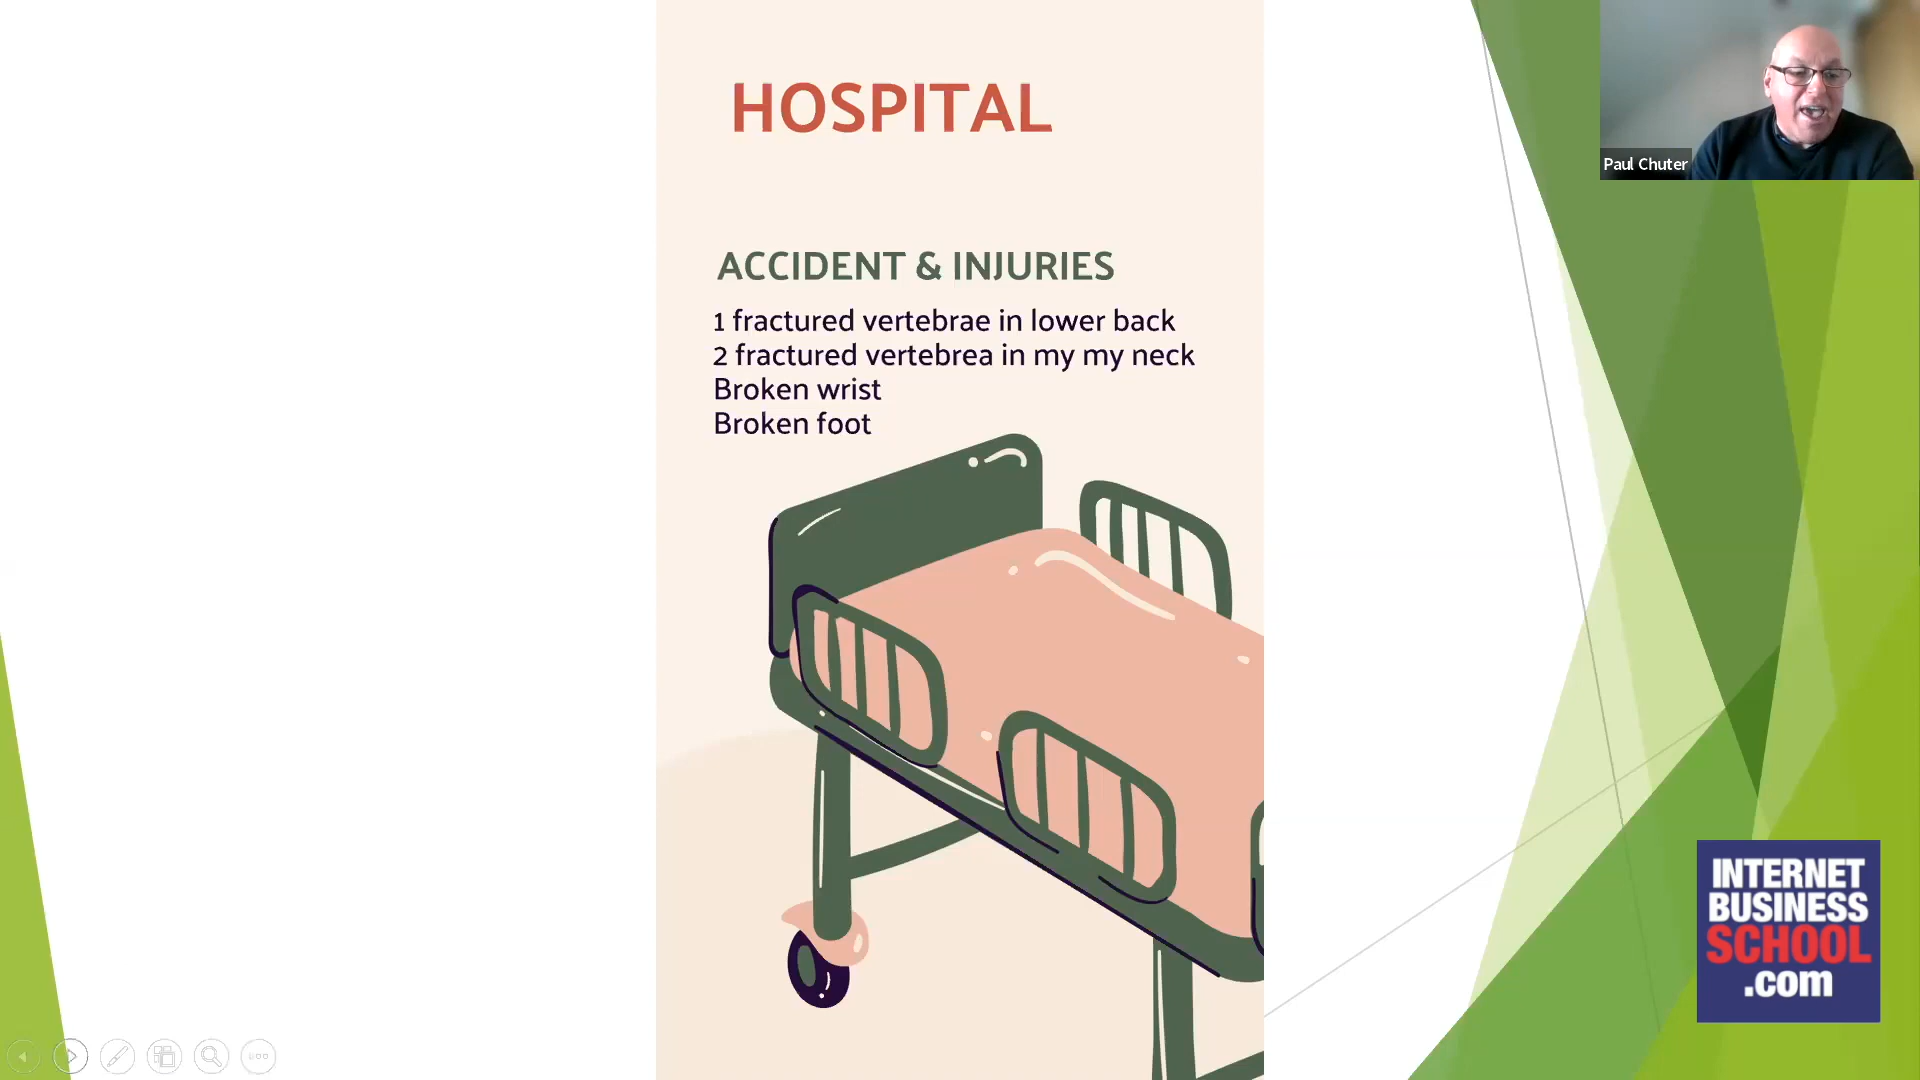 HOSPITAL
Paul Chuter
ACCIDENT & INJURIES
1 fractured vertebrae in lower back
2 fractured vertebrea in my my neck
Broken wrist
Broken foot
INTERNET
BUSINESS
SCHOOL
.com